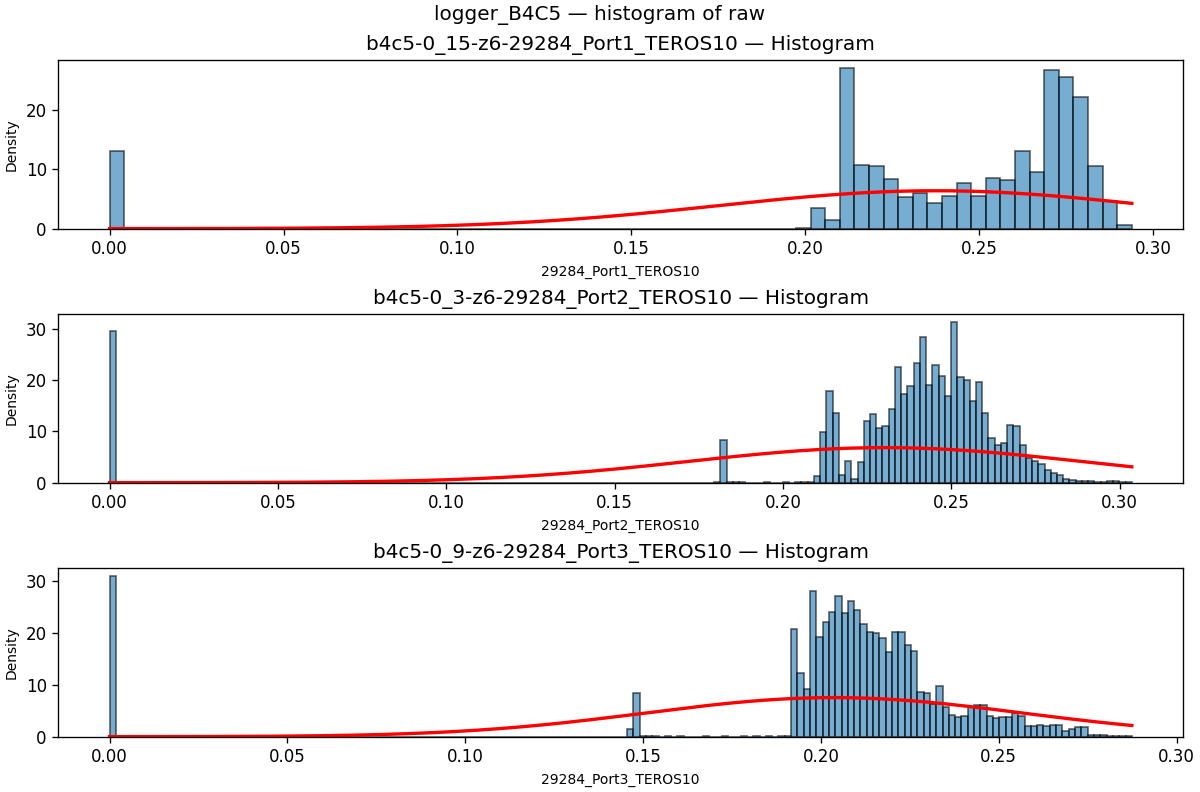 logger_B4C5 — histogram of raw
b4c5-0_15-z6-29284_Port1_TEROS10 — Histogram
Density
20
10
0
0.00 0.05 0.10 0.15 0.20 0.25 0.30
29284_Port1_TEROS10
b4c5-0_3-z6-29284_Port2_TEROS10 — Histogram
Density
30
20
10
0
0.00 0.05 0.10 0.15 0.20 0.25 0.30
29284_Port2_TEROS10
b4c5-0_9-z6-29284_Port3_TEROS10 — Histogram
Density
30
20
10
0
0.00 0.05 0.10 0.15 0.20 0.25 0.30
29284_Port3_TEROS10